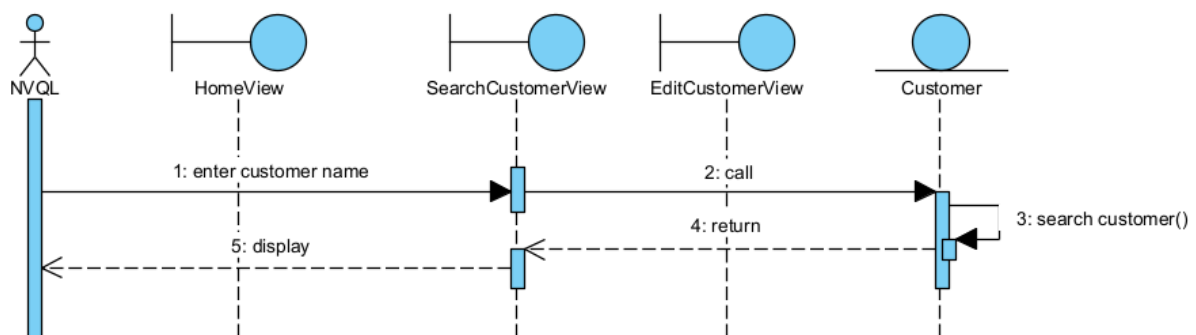 NVQL
HomeView
SearchCustomerView
EditCustomerView
Customer
1: enter customer name
2: call
3: search customer()
4: return
5: display